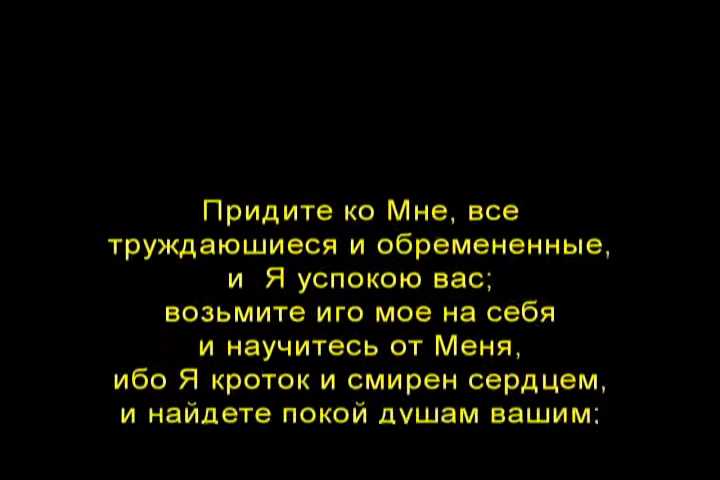 Придите ко Мне, все
труждаюшиеся и обремененные,
и Я успокою вас;
возьмите иго мое на себя
и научитесь от Меня,
ибо Я кроток и смирен сердцем,
и найдете покой душам вашим;